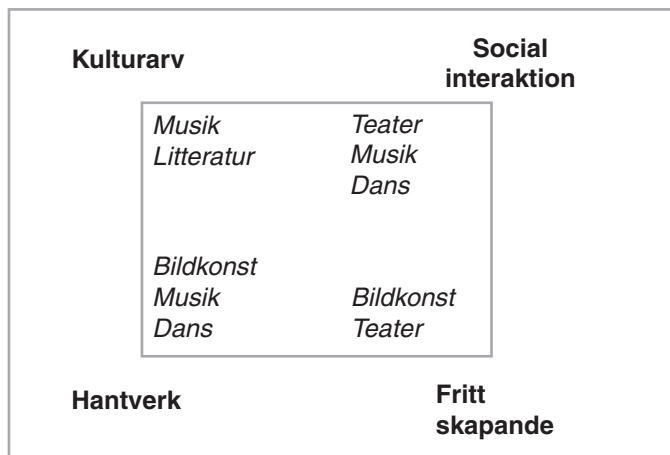 Kulturarv
Social
interaktion
Musik
Litteratur
Teater
Musik
Dans
Bildkonst
Musik
Dans
Bildkonst
Teater
Hantverk
Fritt
skapande